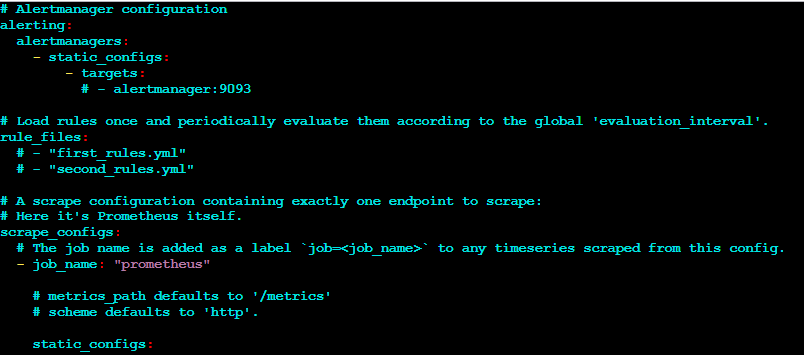 # Alertmanager configuration
alerting:
  alertmanagers:
    - static_configs:
        - targets:
          # - alertmanager:9093
# Load rules once and periodically evaluate them according to the global 'evaluation_interval'.
rule_files:
  # - "first_rules.yml"
  # - "second_rules.yml"
# A scrape configuration containing exactly one endpoint to scrape:
# Here it's Prometheus itself.
scrape_configs:
  # The job name is added as a label `job=<job_name>` to any timeseries scraped from this config.
  - job_name: "prometheus"
    # metrics_path defaults to '/metrics'
    # scheme defaults to 'http'.
    static_configs: